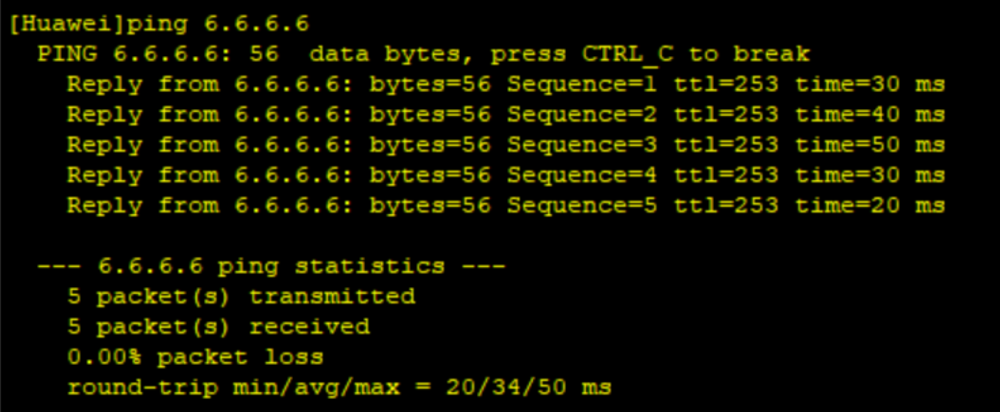 [Huawei]ping 6.6.6.6
PING 6.6.6.6: 56  data bytes, press CTRL_C to break
Reply from 6.6.6.6: bytes=56 Sequence=1 ttl=253 time=30 ms
Reply from 6.6.6.6: bytes=56 Sequence=2 ttl=253 time=40 ms
Reply from 6.6.6.6: bytes=56 Sequence=3 ttl=253 time=50 ms
Reply from 6.6.6.6: bytes=56 Sequence=4 ttl=253 time=30 ms
Reply from 6.6.6.6: bytes=56 Sequence=5 ttl=253 time=20 ms
--- 6.6.6.6 ping statistics ---
5 packet(s) transmitted
5 packet(s) received
0.00% packet loss
round-trip min/avg/max = 20/34/50 ms